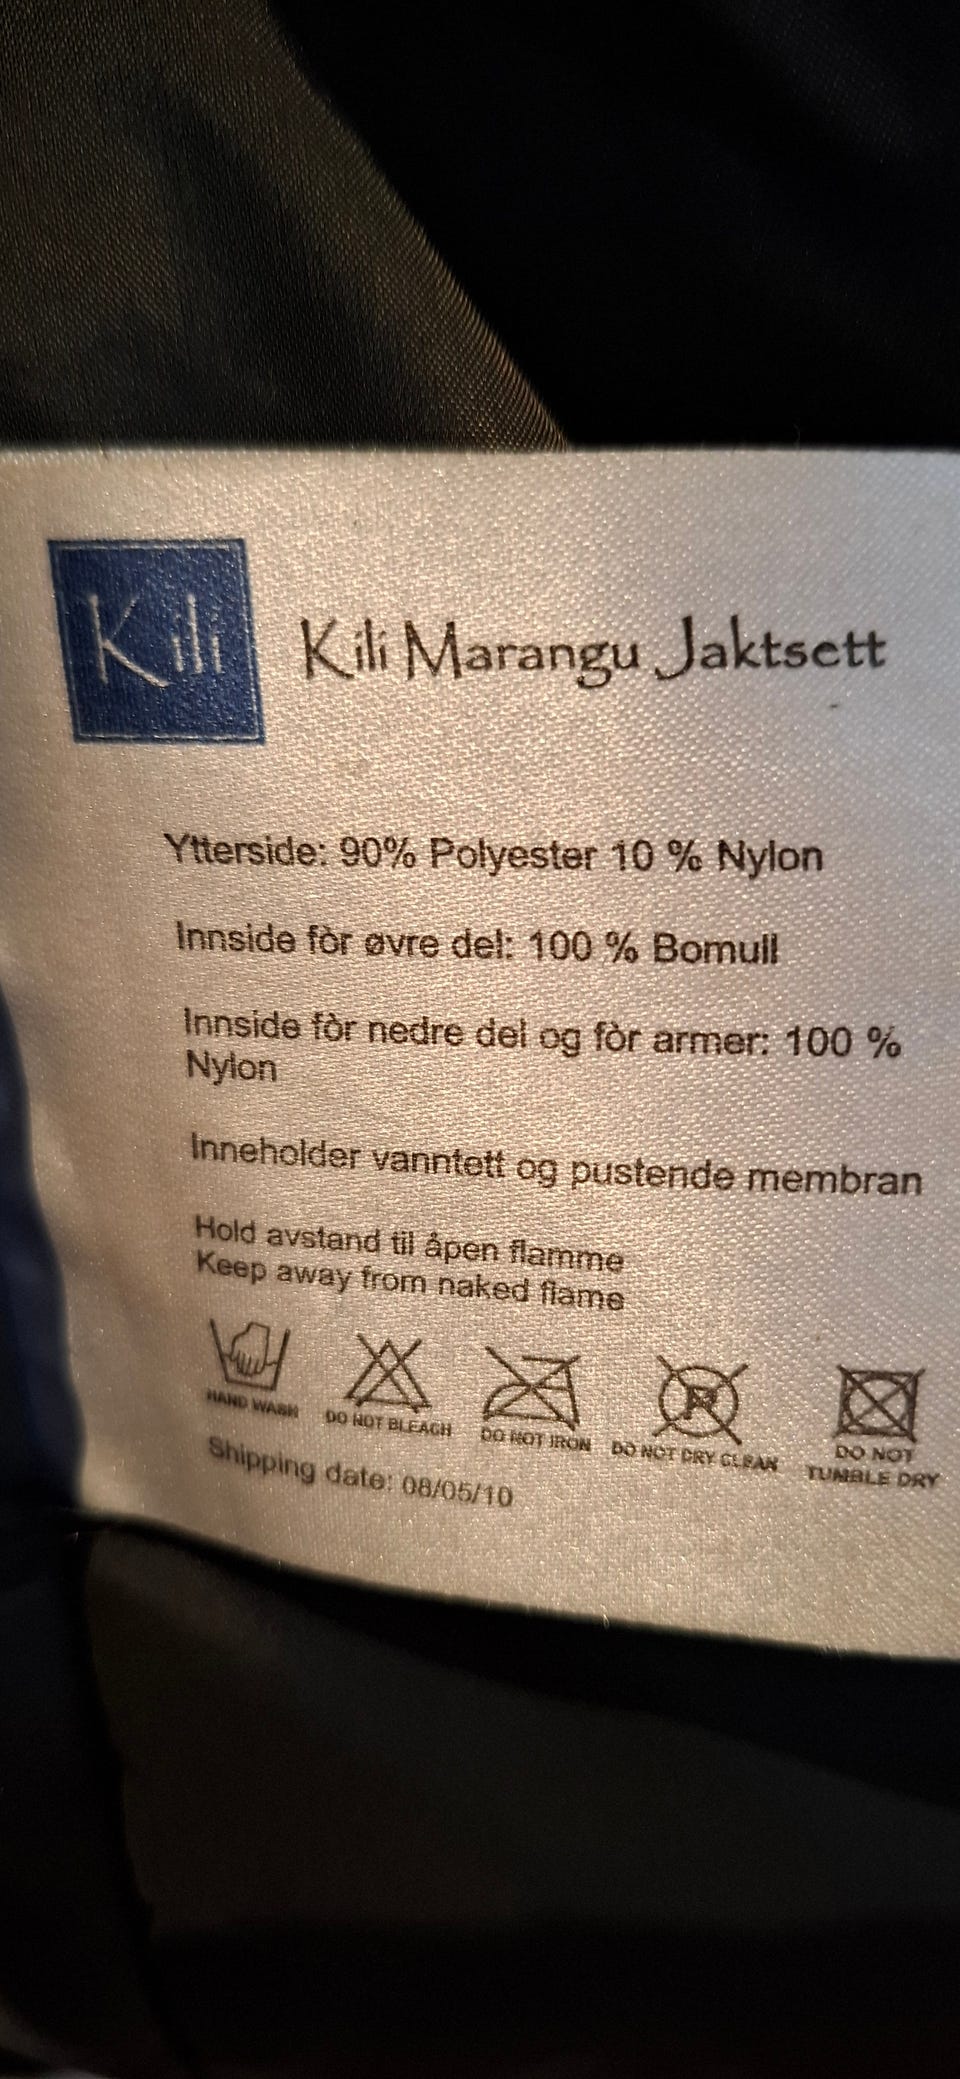 Kili
Kili Marangu Jaktsett
Ytterside: 90% Polyester 10 % Nylon
Innside fòr øvre del: 100 % Bomull
Innside fòr nedre del og fòr armer: 100 %
Nylon
Inneholder vanntett og pustende membran
Hold avstand til åpen flamme
Keep away from naked flame
HAND WASH
DO NOT BLEACH
DO NOT IRON
DO NOT DRY CLEAN
DO NOT
TUMBLE DRY
Shipping date: 08/05/10